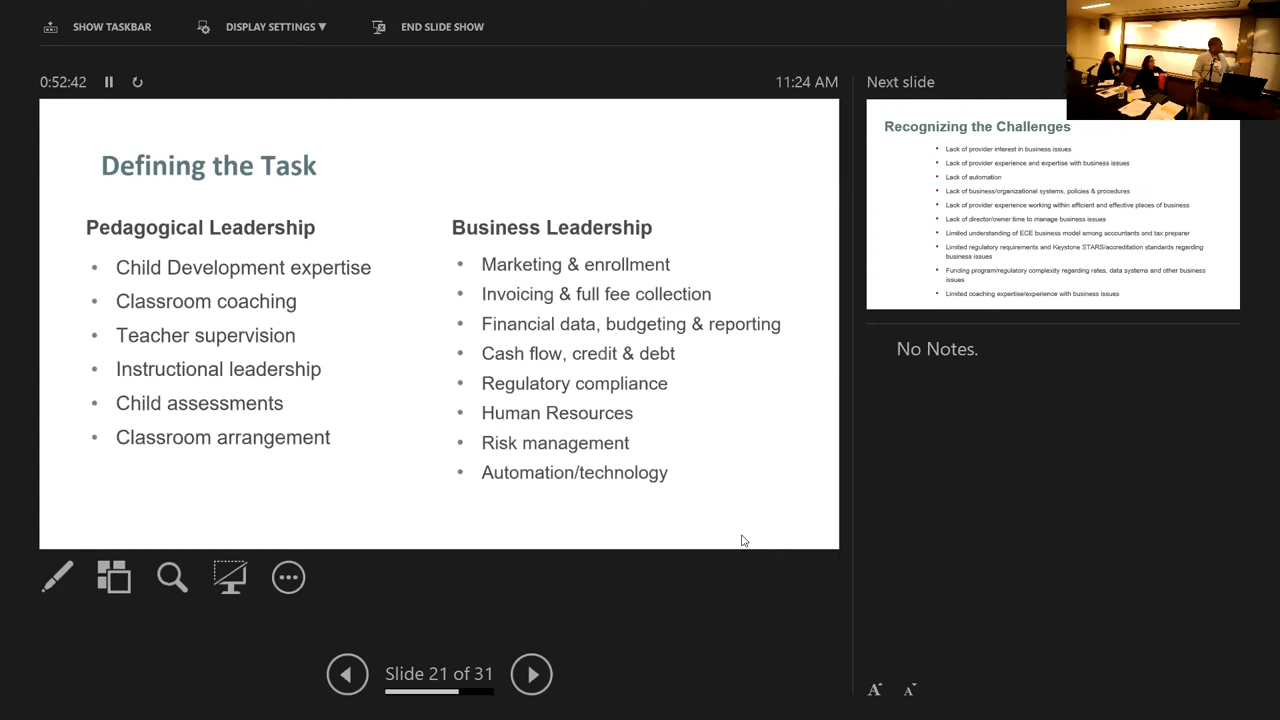 SHOW TASKBAR
DISPLAY SETTINGS ▼
END SLIDE SHOW
0:52:42
11:24 AM
Defining the Task
Pedagogical Leadership
• Child Development expertise
• Classroom coaching
• Teacher supervision
• Instructional leadership
• Child assessments
• Classroom arrangement
Business Leadership
• Marketing & enrollment
• Invoicing & full fee collection
• Financial data, budgeting & reporting
• Cash flow, credit & debt
• Regulatory compliance
• Human Resources
• Risk management
• Automation/technology
Slide 21 of 31
Next slide
Recognizing the Challenges
• Lack of provider interest in business issues
• Lack of provider experience and expertise with business issues
• Lack of automation
• Lack of business/organizational systems, policies & procedures
• Lack of provider experience working within efficient and effective places of business
• Lack of director/owner time to manage business issues
• Limited understanding of ECE business model among accountants and tax preparer
• Limited regulatory requirements and Keystone STARS/accreditation standards regarding
business issues
• Funding program/regulatory complexity regarding rates, data systems and other business
issues
• Limited coaching expertise/experience with business issues
No Notes.
A A